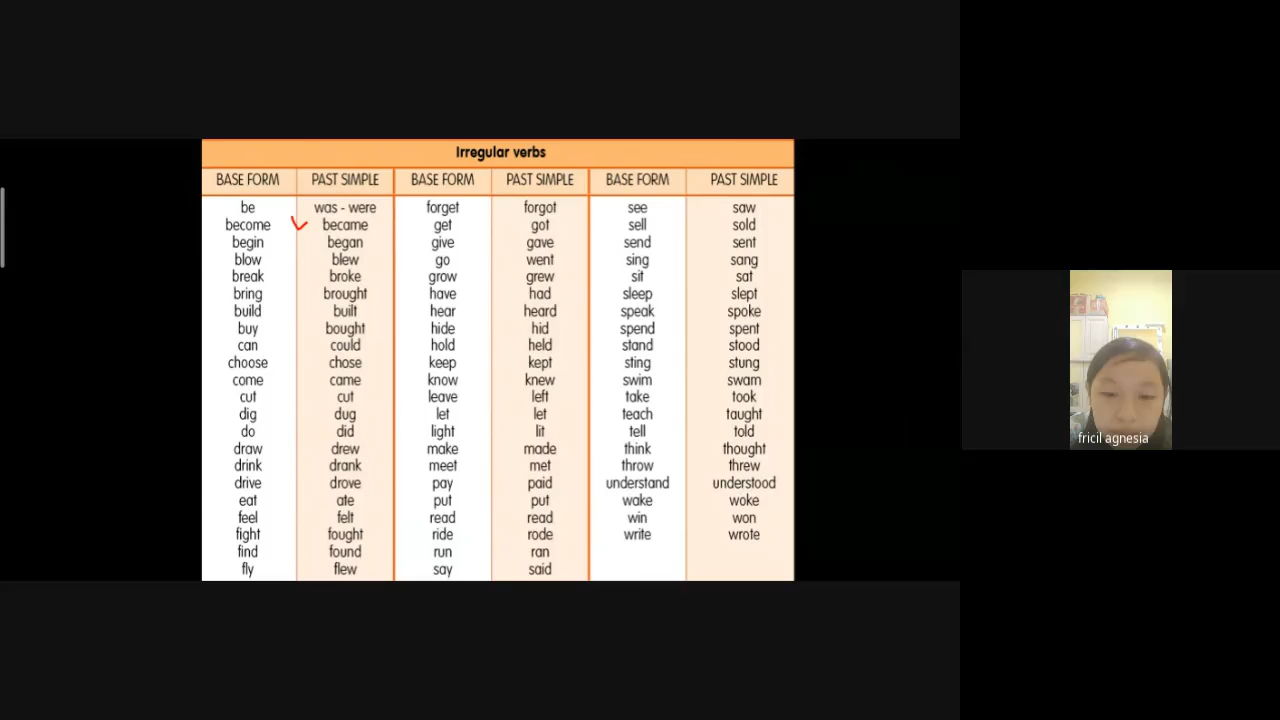 Irregular verbs
BASE FORM PAST SIMPLE BASE FORM PAST SIMPLE BASE FORM PAST SIMPLE
be was - were forget forgot see saw
become became get got sell sold
begin began give gave send sent
blow blew go went sing sang
break broke grow grew sit sat
bring brought have had sleep slept
build built hear heard speak spoke
buy bought hide hid spend spent
can could hold held stand stood
choose chose keep kept sting stung
come came know knew swim swam
cut cut leave left take took
dig dug let let teach taught
do did light lit tell told
draw drew make made think thought
drink drank meet met throw threw
drive drove pay paid understand understood
eat ate put put wake woke
feel felt read read win won
fight fought ride rode write wrote
find found run ran
fly flew say said
fricil agnesia